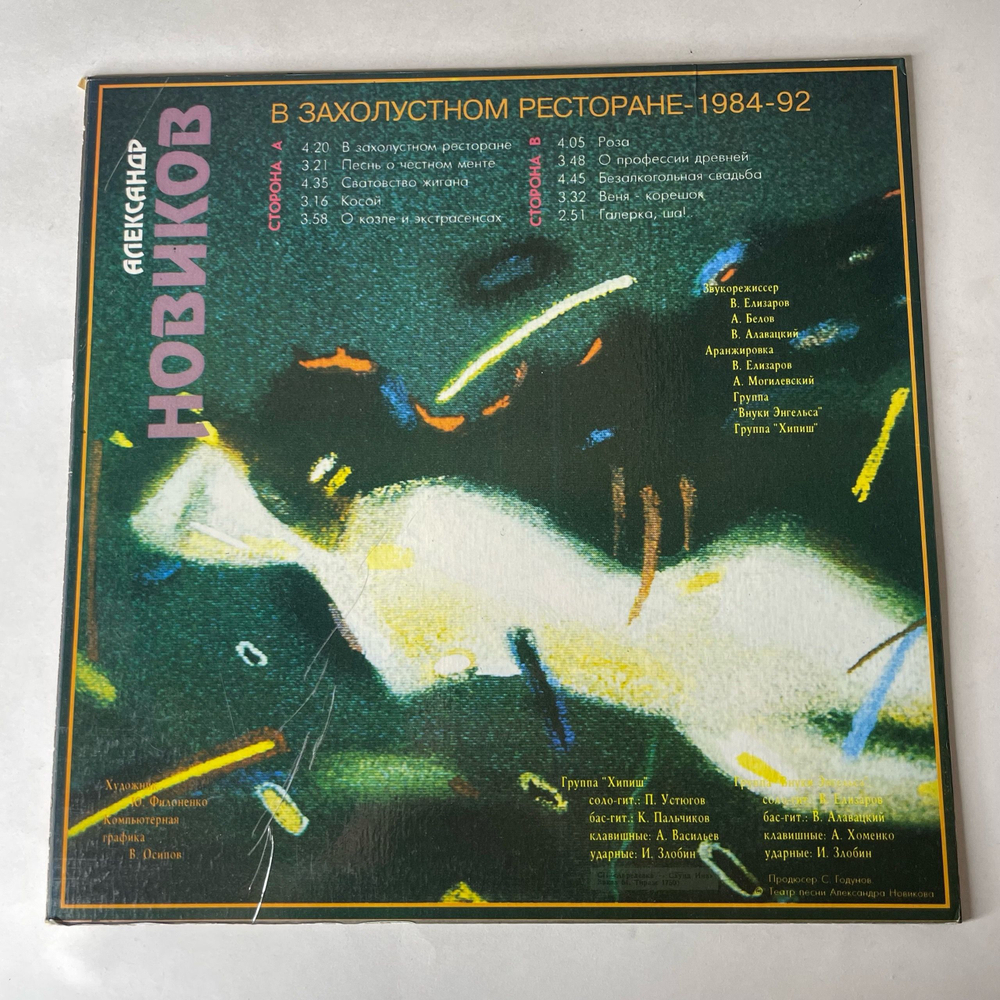 В ЗАХОЛУСТНОМ РЕСТОРАНЕ-1984-92
АЛЕКСАНДР
НОВИКОВ
СТОРОНА А
4.20 В захолустном ресторане
3.21 Песнь о честном менте
4.35 Сватовство жигана
3.16 Косой
3.58 О козле и экстрасенсах
СТОРОНА В
4.05 Роза
3.48 О профессии древней
4.45 Безалкогольная свадьба
3.32 Веня - корешок
2.51 Галерка, ша!
Звукорежиссер
В. Елизаров
А. Белов
В. Алавацкий
Аранжировка
В. Елизаров
А. Могилевский
Группа
"Внуки Энгельса"
Группа "Хипиш"
Ю. Филоненко
Компьютерная
графика
В. Осипов
Группа "Хипиш"
соло-гит.: П. Устюгов
бас-гит.: К. Пальчиков
клавишные: А. Васильев
ударные: И. Злобин
соло-гит.: В. Елизаров
бас-гит.: В. Алавацкий
клавишные: А. Хоменко
ударные: И. Злобин
Продюсер С. Годунов
© Театр песни Александра Новикова